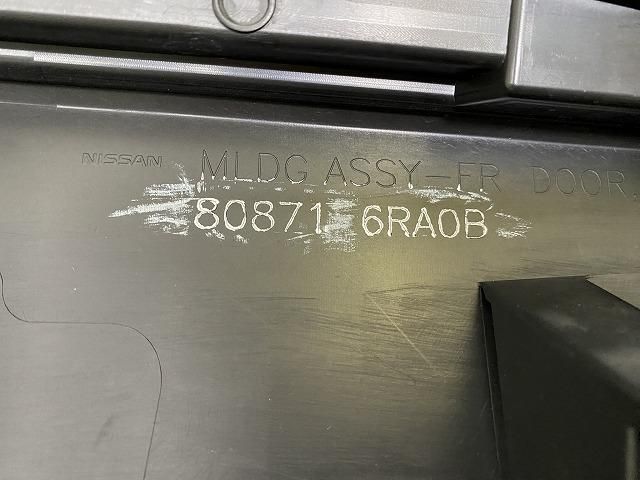 NISSAN MLDG ASSY-FR DOOR,
80871 6RA0B